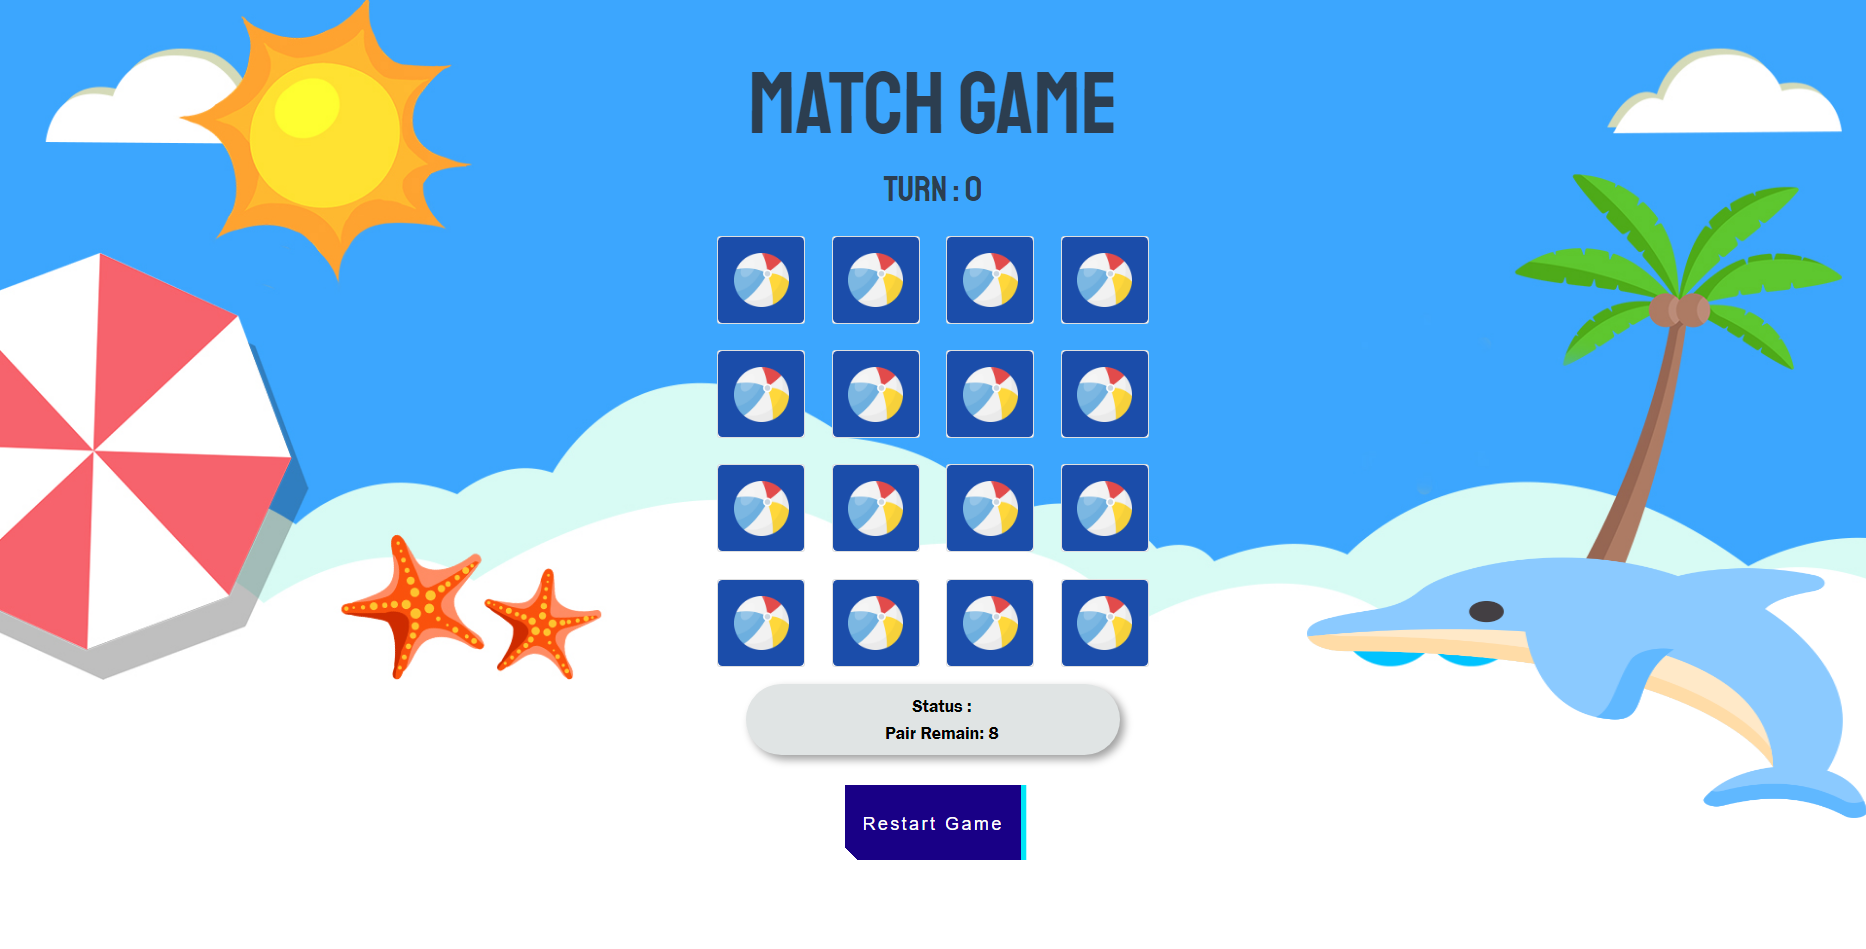 MATCH GAME
TURN : 0
Status :
Pair Remain: 8
Restart Game